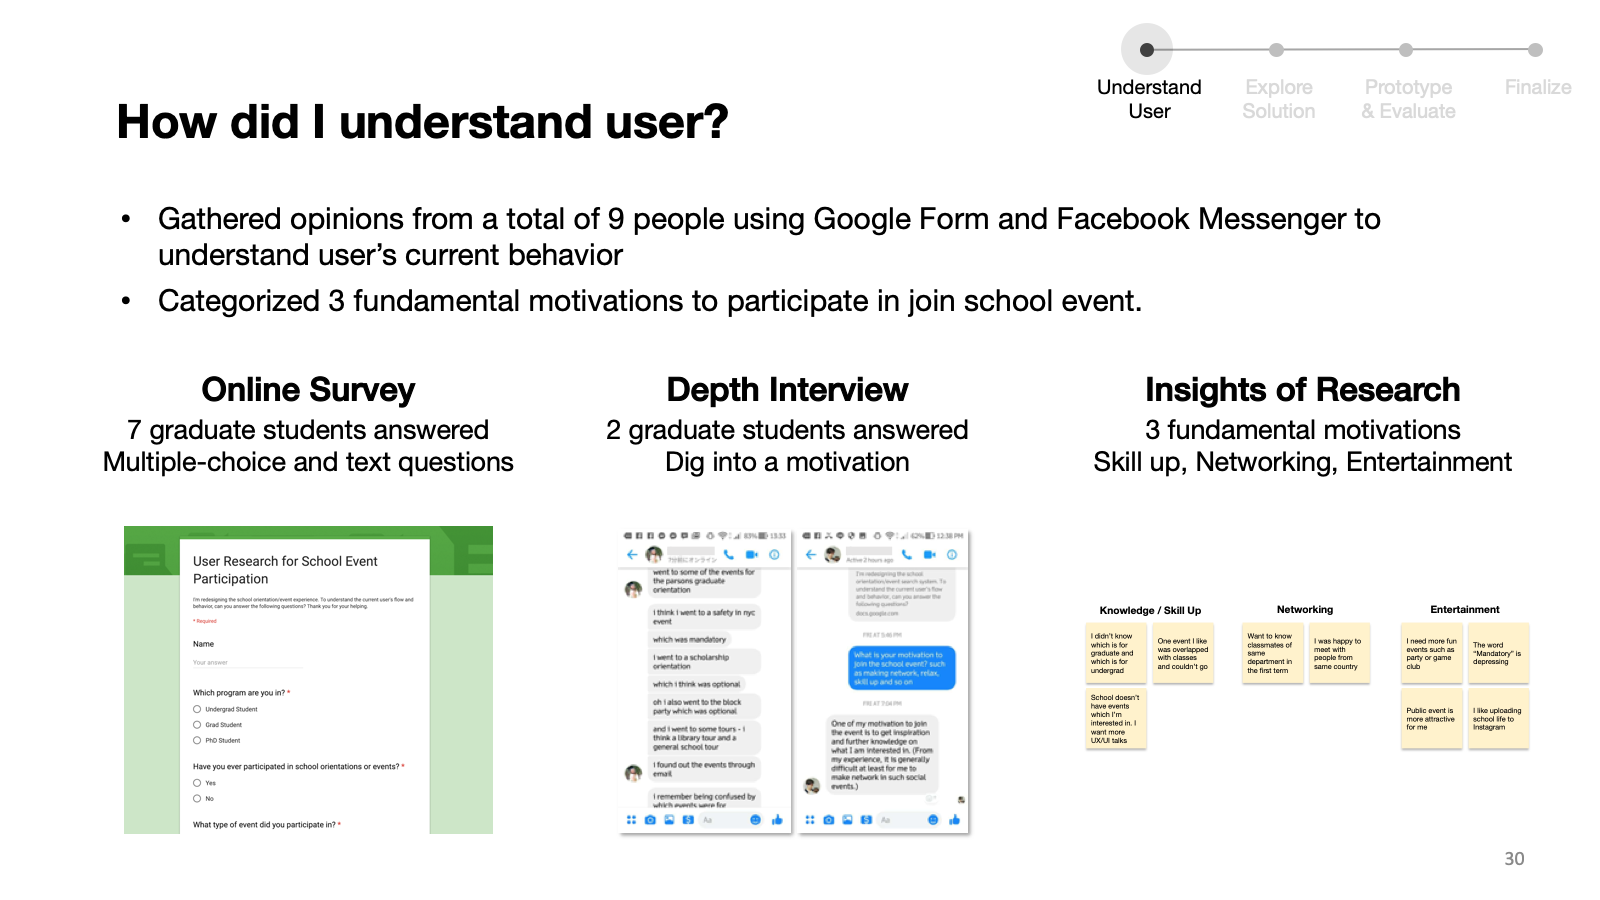 Understand
User
Explore
Solution
Prototype
& Evaluate
Finalize
How did I understand user?
• Gathered opinions from a total of 9 people using Google Form and Facebook Messenger to
understand user’s current behavior
• Categorized 3 fundamental motivations to participate in join school event.
Online Survey
7 graduate students answered
Multiple-choice and text questions
User Research for School Event
Participation
I'm redesigning the school orientation/event experience. To understand the current user's flow and
behavior, can you answer the following questions? Thank you for your helping.
* Required
Name
Your answer
Which program are you in? *
Undergrad Student
Grad Student
PhD Student
Have you ever participated in school orientations or events? *
Yes
No
What type of event did you participate in? *
Depth Interview
2 graduate students answered
Dig into a motivation
83% 13:33
7分前にオンライン
went to some of the events for
the parsons graduate
orientation
I think I went to a safety in nyc
event
which was mandatory
I went to a scholarship
orientation
which i think was optional
oh I also went to the block
party which was optional
and I went to some tours - I
think a library tour and a
general school tour
I found out the events through
email
I remember being confused by
which events were for
Aa
62% 12:38 PM
Active 2 hours ago
I'm redesigning the school
orientation/event search system. To
understand the current user's flow
and behavior, can you answer the
following questions?
docs.google.com
FRI AT 5:46 PM
What is your motivation to
join the school event? such
as making network, relax,
skill up and so on
FRI AT 7:04 PM
One of my motivation to join
the event is to get inspiration
and further knowledge on
what I am interested in. (From
my experience, it is generally
difficult at least for me to
make network in such social
events.)
Aa
Insights of Research
3 fundamental motivations
Skill up, Networking, Entertainment
Knowledge / Skill Up
I didn't know
which is for
graduate and
which is for
undergrad
One event I like
was overlapped
with classes
and couldn't go
School doesn't
have events
which I'm
interested in. I
want more
UX/UI talks
Networking
Want to know
classmates of
same
department in
the first term
I was happy to
meet with
people from
same country
Entertainment
I need more fun
events such as
party or game
club
The word
“Mandatory” is
depressing
Public event is
more attractive
for me
I like uploading
school life to
Instagram
30